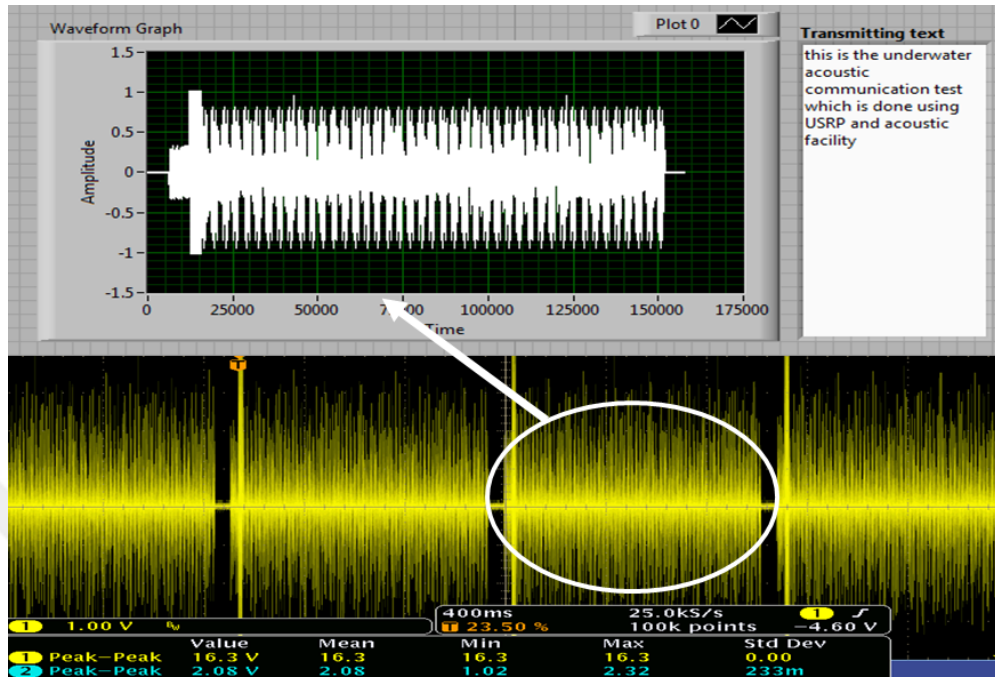 Waveform Graph
Plot 0
Transmitting text
this is the underwater
acoustic
communication test
which is done using
USRP and acoustic
facility
1.5
1
0.5
0
-0.5
-1
-1.5
Amplitude
0 25000 50000 100000 125000 150000 175000
Time
T
400ms 25.0kS/s 1
1 1.00 V T 23.50 % 100k points -4.60 V
Value Mean Min Max Std Dev
1 Peak-Peak 16.3 V 16.3 16.3 16.3 0.00
2 Peak-Peak 2.08 V 2.08 1.02 2.32 233m